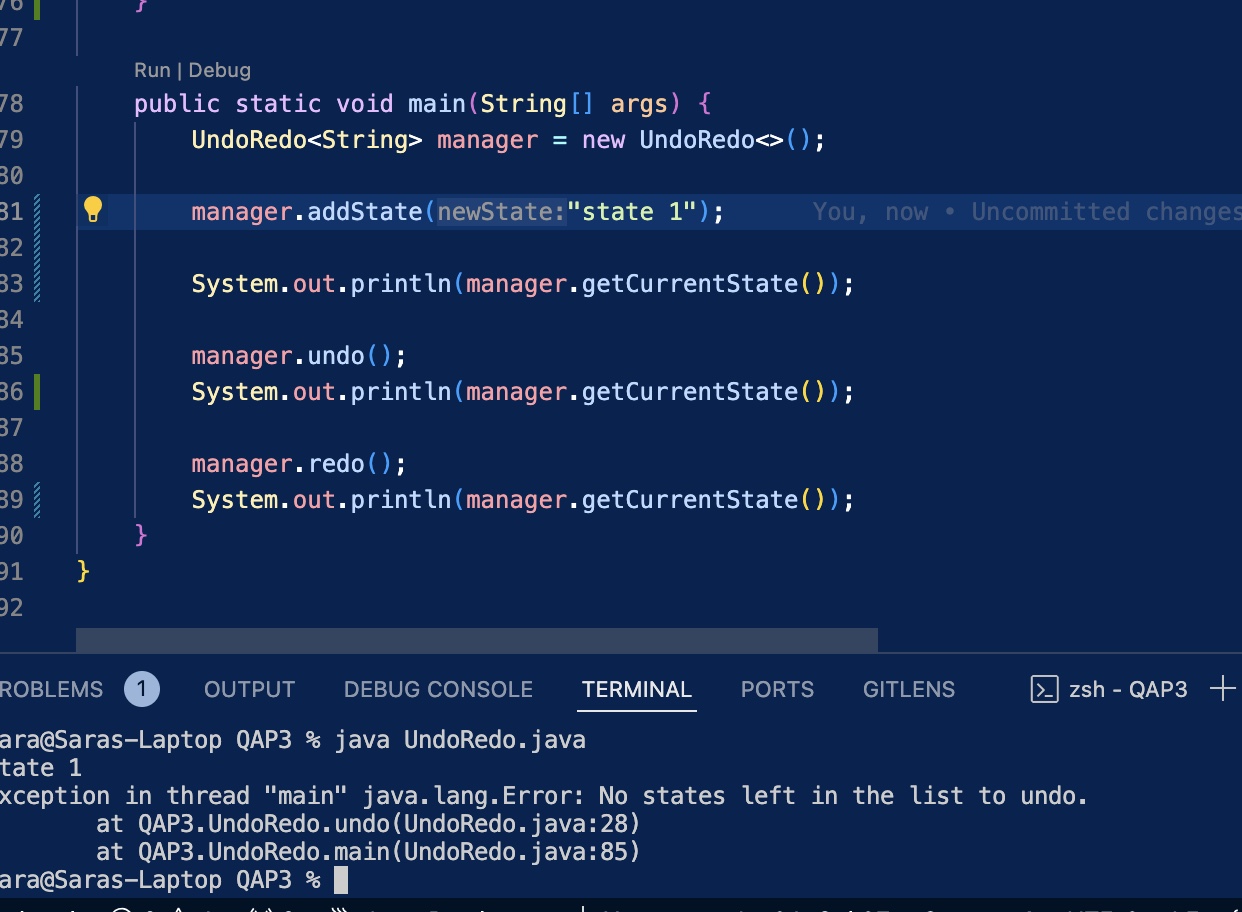 76 }
77
Run | Debug
78 public static void main(String[] args) {
79 UndoRedo<String> manager = new UndoRedo<>();
80
81 manager.addState(newState:"state 1"); You, now • Uncommitted changes
82
83 System.out.println(manager.getCurrentState());
84
85 manager.undo();
86 System.out.println(manager.getCurrentState());
87
88 manager.redo();
89 System.out.println(manager.getCurrentState());
90 }
91 }
92
ROBLEMS 1 OUTPUT DEBUG CONSOLE TERMINAL PORTS GITLENS zsh - QAP3
ara@Saras-Laptop QAP3 % java UndoRedo.java
tate 1
xception in thread "main" java.lang.Error: No states left in the list to undo.
at QAP3.UndoRedo.undo(UndoRedo.java:28)
at QAP3.UndoRedo.main(UndoRedo.java:85)
ara@Saras-Laptop QAP3 %